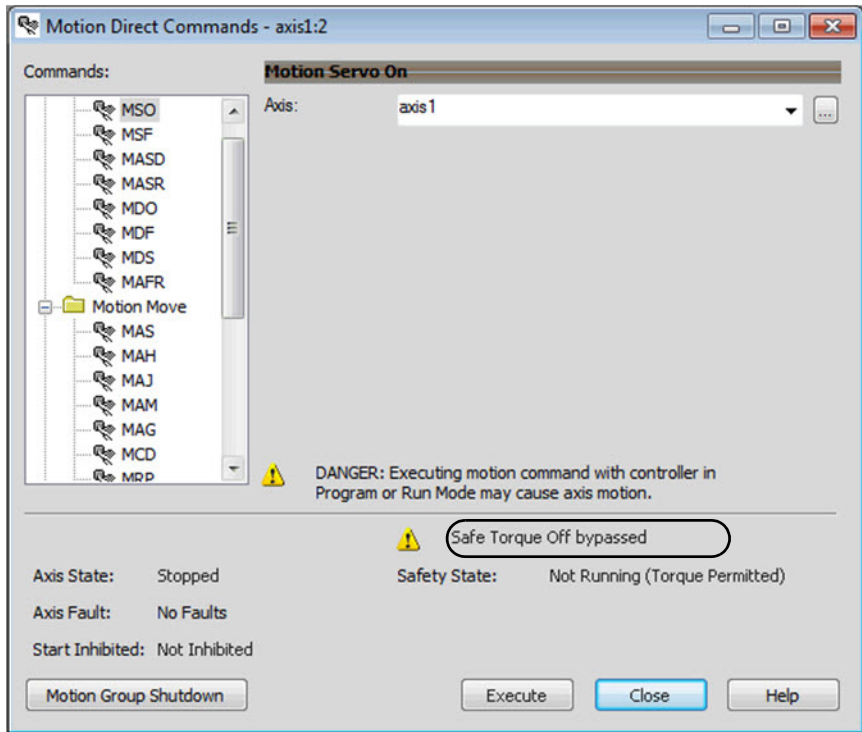 Motion Direct Commands - axis1:2
Commands:
MSO
MSF
MASD
MASR
MDO
MDF
MDS
MAFR
Motion Move
MAS
MAH
MAJ
MAM
MAG
MCD
MRP
Motion Servo On
Axis: axis1
...
DANGER: Executing motion command with controller in
Program or Run Mode may cause axis motion.
Safe Torque Off bypassed
Axis State: Stopped
Safety State: Not Running (Torque Permitted)
Axis Fault: No Faults
Start Inhibited: Not Inhibited
Motion Group Shutdown
Execute
Close
Help